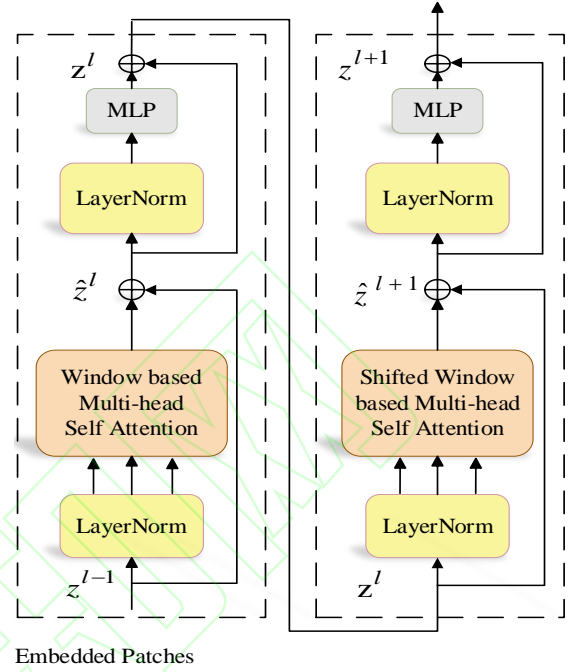 z^l
MLP
LayerNorm
ẑ^l
Window based
Multi-head
Self Attention
LayerNorm
z^{l-1}
Embedded Patches
z^{l+1}
MLP
LayerNorm
ẑ^{l+1}
Shifted Window
based Multi-head
Self Attention
LayerNorm
z^l